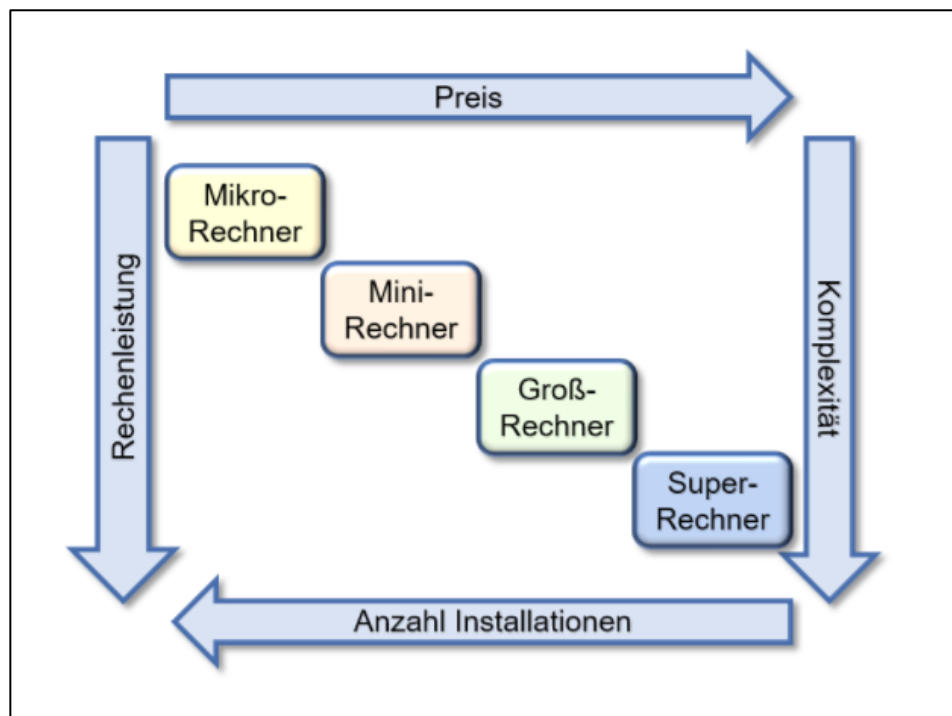 Preis
Rechenleistung
Mikro-
Rechner
Mini-
Rechner
Groß-
Rechner
Super-
Rechner
Komplexität
Anzahl Installationen